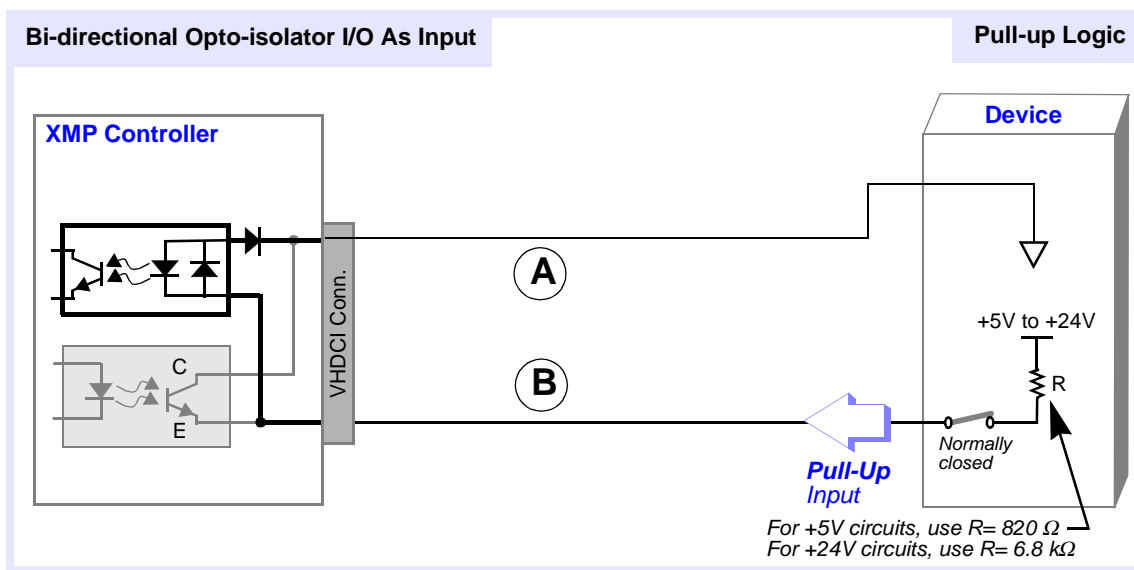 Bi-directional Opto-isolator I/O As Input
Pull-up Logic
XMP Controller
Device
VHDCI Conn.
A
+5V to +24V
C
E
B
R
Normally
closed
Pull-Up
Input
For +5V circuits, use R= 820 Ω
For +24V circuits, use R= 6.8 kΩ